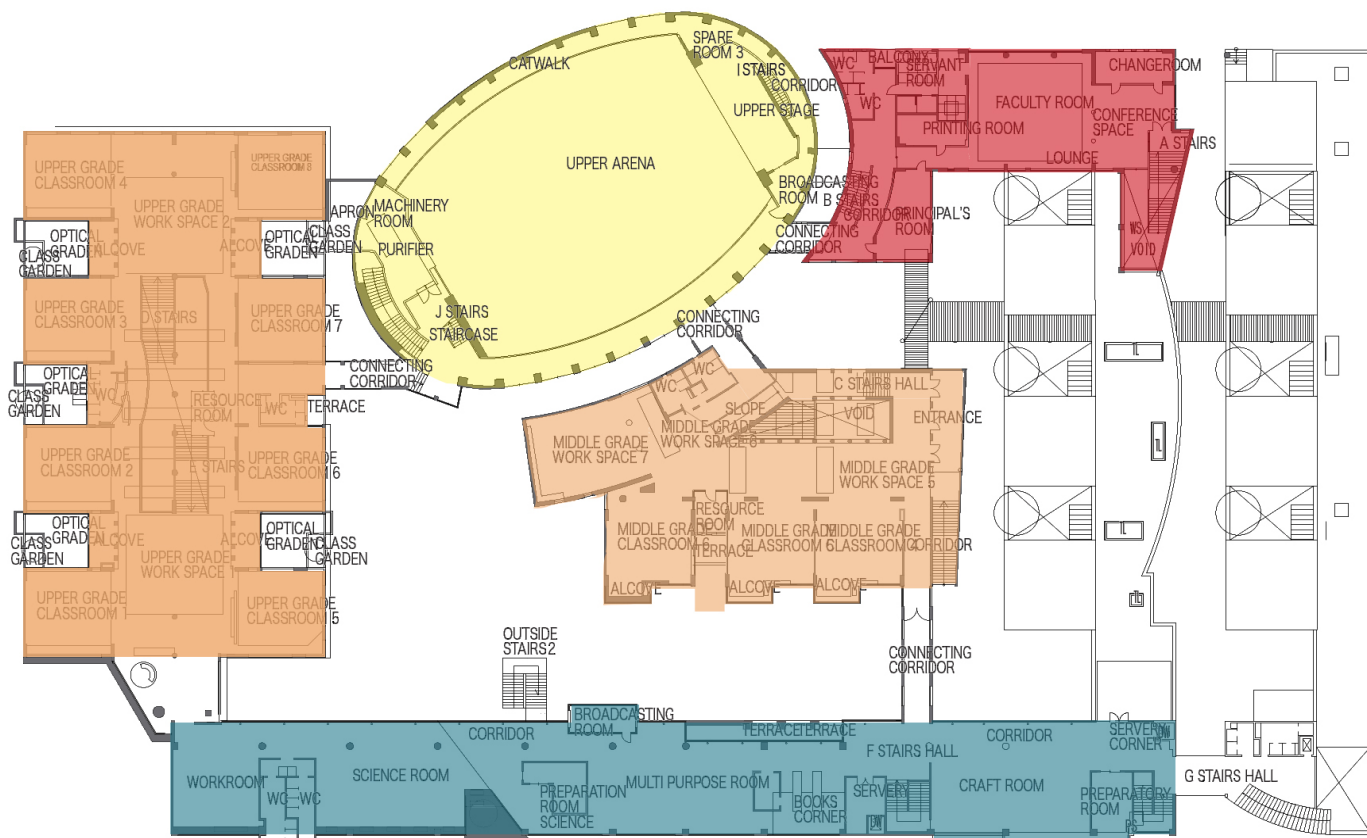 SPARE
ROOM 3
CATWALK
I STAIRS
CORRIDOR
UPPER STAGE
UPPER ARENA
BROADCASTING
ROOM
B STAIRS
CORRIDOR
CONNECTING
CORRIDOR
MACHINERY
ROOM
APRON
PURIFIER
J STAIRS
STAIRCASE
CONNECTING
CORRIDOR
CONNECTING
CORRIDOR
WC
BALCONY
SERVANT
ROOM
WC
CHANGEROOM
FACULTY ROOM
CONFERENCE
SPACE
PRINTING ROOM
A STAIRS
LOUNGE
PRINCIPAL'S
ROOM
WS
VOID
UPPER GRADE
CLASSROOM 4
UPPER GRADE
CLASSROOM 8
UPPER GRADE
WORK SPACE 2
OPTICAL
GRADEN
ALCOVE
CLASS
GARDEN
ALCOVE
OPTICAL
GRADEN
CLASS
GARDEN
UPPER GRADE
CLASSROOM 3
D STAIRS
UPPER GRADE
CLASSROOM 7
OPTICAL
GRADEN
CLASS
GARDEN
WC
RESOURCE
ROOM
WC
TERRACE
UPPER GRADE
CLASSROOM 2
E STAIRS
UPPER GRADE
CLASSROOM 6
OPTICAL
GRADEN
CLASS
GARDEN
ALCOVE
ALCOVE
OPTICAL
GRADEN
CLASS
GARDEN
UPPER GRADE
WORK SPACE 1
UPPER GRADE
CLASSROOM 1
UPPER GRADE
CLASSROOM 5
WC
WC
C STAIRS HALL
SLOPE
VOID
ENTRANCE
MIDDLE GRADE
WORK SPACE 7
MIDDLE GRADE
WORK SPACE 8
MIDDLE GRADE
WORK SPACE 5
RESOURCE
ROOM
MIDDLE GRADE
CLASSROOM 6
TERRACE
MIDDLE GRADE
CLASSROOM
MIDDLE GRADE
CLASSROOM 4
CORRIDOR
ALCOVE
ALCOVE
ALCOVE
OUTSIDE
STAIRS 2
CONNECTING
CORRIDOR
BROADCASTING
ROOM
CORRIDOR
TERRACE
TERRACE
F STAIRS HALL
CORRIDOR
SERVERY
CORNER
DW
WORKROOM
WC
WC
SCIENCE ROOM
PREPARATION
ROOM
SCIENCE
MULTI PURPOSE ROOM
BOOKS
CORNER
SERVERY
DW
CRAFT ROOM
PREPARATORY
ROOM
G STAIRS HALL